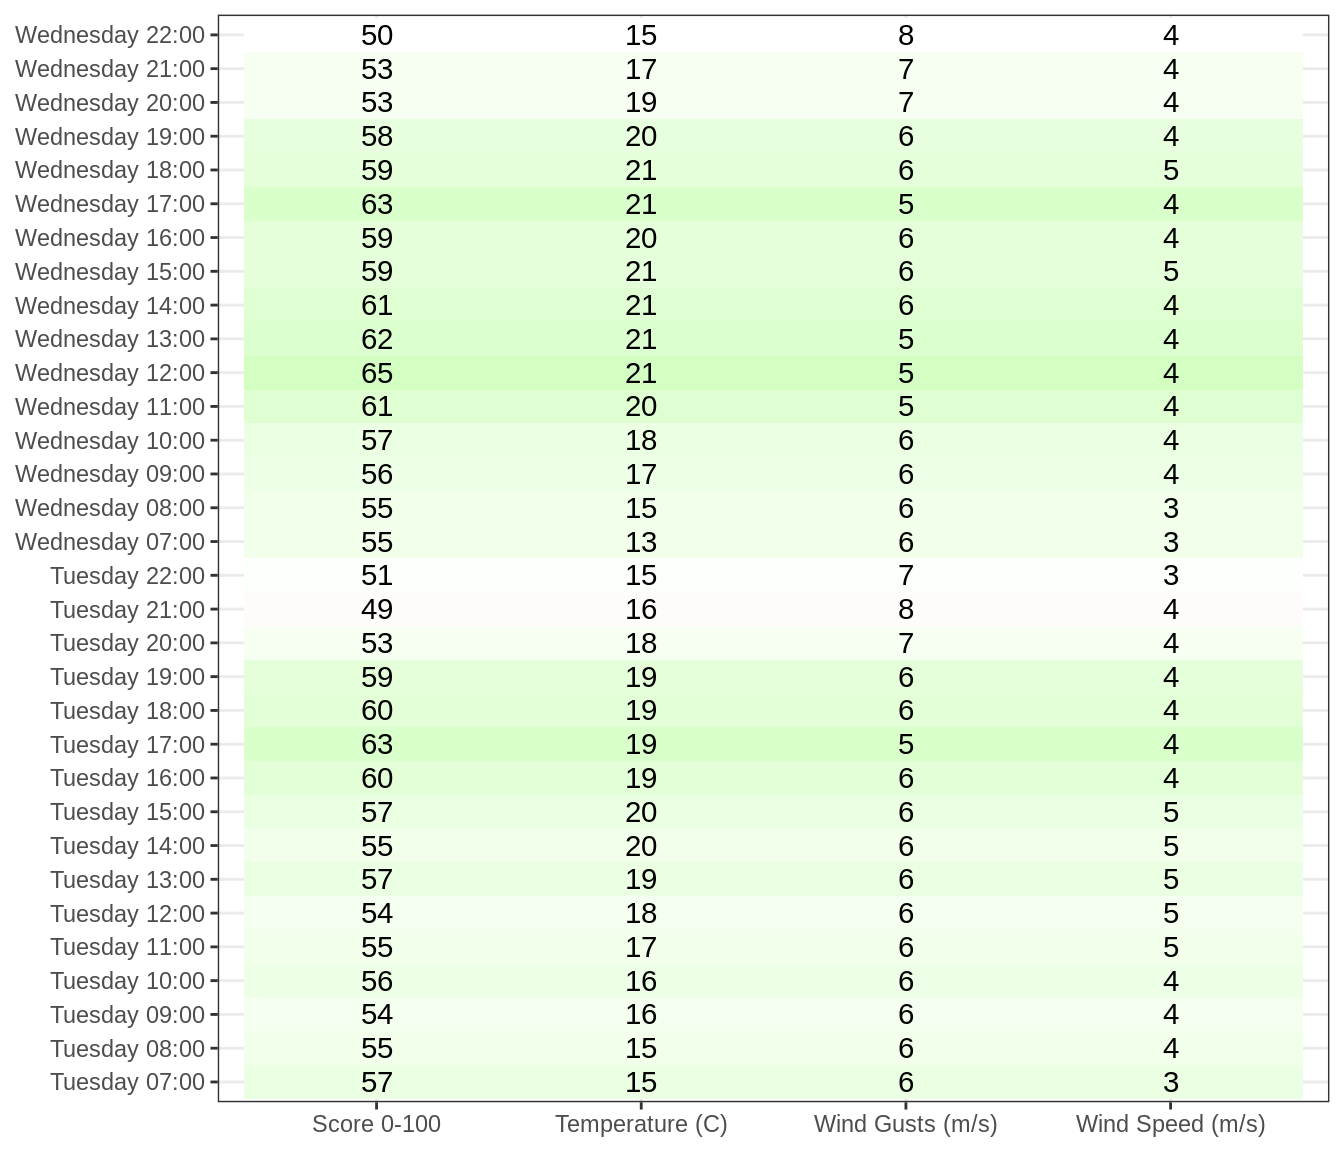 Wednesday 22:00 50 15 8 4
Wednesday 21:00 53 17 7 4
Wednesday 20:00 53 19 7 4
Wednesday 19:00 58 20 6 4
Wednesday 18:00 59 21 6 5
Wednesday 17:00 63 21 5 4
Wednesday 16:00 59 20 6 4
Wednesday 15:00 59 21 6 5
Wednesday 14:00 61 21 6 4
Wednesday 13:00 62 21 5 4
Wednesday 12:00 65 21 5 4
Wednesday 11:00 61 20 5 4
Wednesday 10:00 57 18 6 4
Wednesday 09:00 56 17 6 4
Wednesday 08:00 55 15 6 3
Wednesday 07:00 55 13 6 3
Tuesday 22:00 51 15 7 3
Tuesday 21:00 49 16 8 4
Tuesday 20:00 53 18 7 4
Tuesday 19:00 59 19 6 4
Tuesday 18:00 60 19 6 4
Tuesday 17:00 63 19 5 4
Tuesday 16:00 60 19 6 4
Tuesday 15:00 57 20 6 5
Tuesday 14:00 55 20 6 5
Tuesday 13:00 57 19 6 5
Tuesday 12:00 54 18 6 5
Tuesday 11:00 55 17 6 5
Tuesday 10:00 56 16 6 4
Tuesday 09:00 54 16 6 4
Tuesday 08:00 55 15 6 4
Tuesday 07:00 57 15 6 3
Score 0-100 Temperature (C) Wind Gusts (m/s) Wind Speed (m/s)